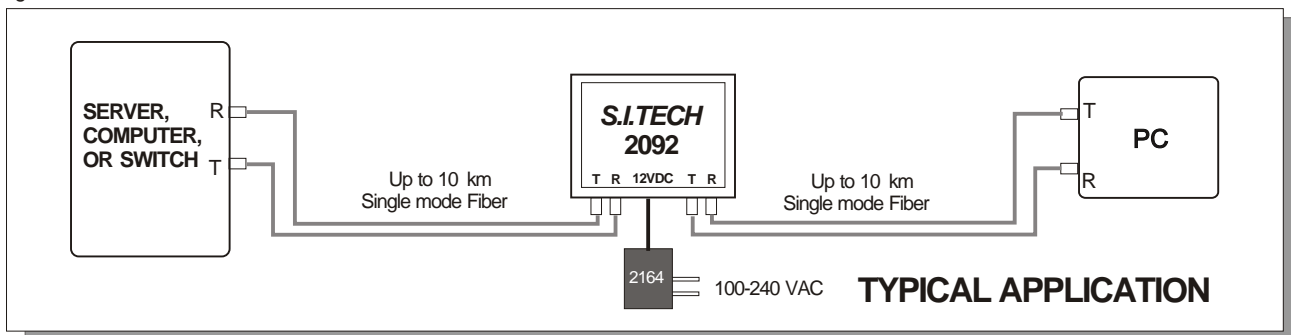 SERVER,
COMPUTER,
OR SWITCH
R
T
Up to 10 km
Single mode Fiber
S.I.TECH
2092
T R 12VDC T R
2164
100-240 VAC
Up to 10 km
Single mode Fiber
T
R
PC
TYPICAL APPLICATION